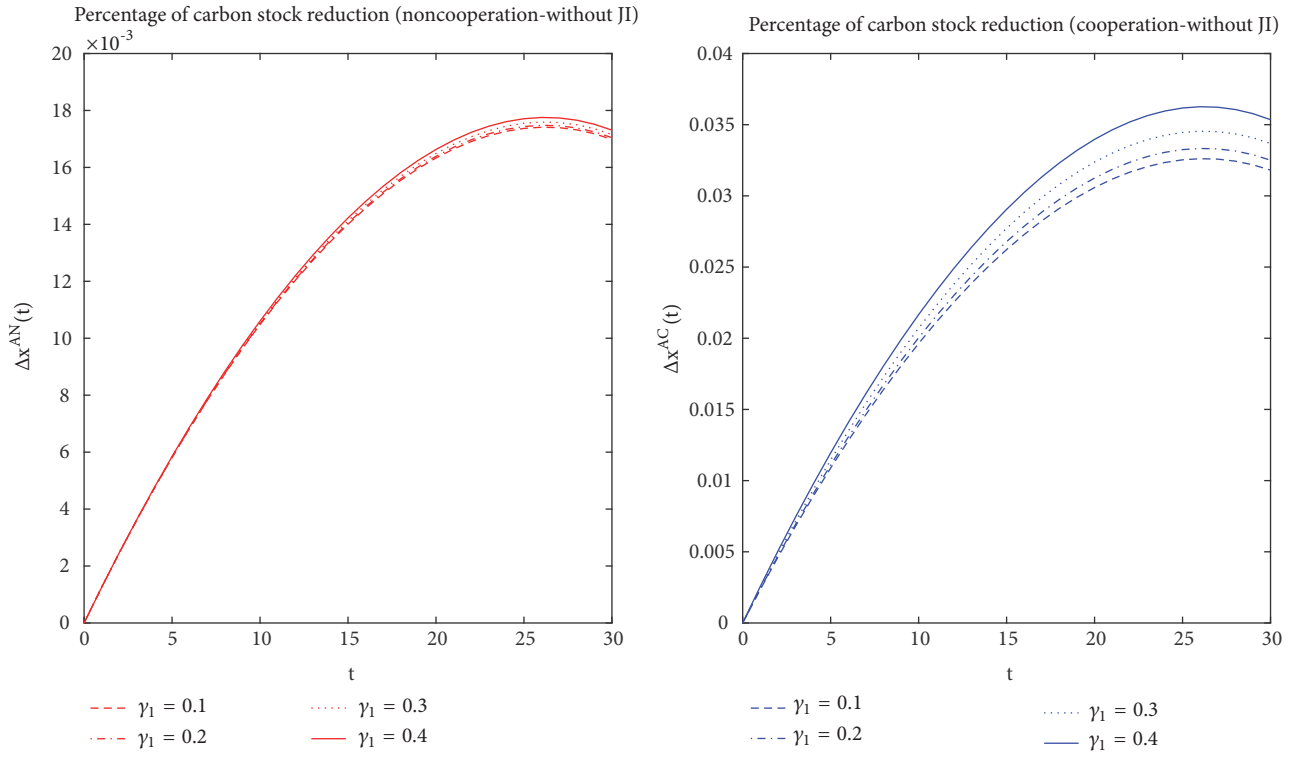 Percentage of carbon stock reduction (noncooperation-without JI)
×10⁻³
20
18
16
14
12
10
8
6
4
2
0
Δx^AN(t)
0 5 10 15 20 25 30
t
γ₁ = 0.1
γ₁ = 0.2
γ₁ = 0.3
γ₁ = 0.4
Percentage of carbon stock reduction (cooperation-without JI)
0.04
0.035
0.03
0.025
0.02
0.015
0.01
0.005
0
Δx^AC(t)
0 5 10 15 20 25 30
t
γ₁ = 0.1
γ₁ = 0.2
γ₁ = 0.3
γ₁ = 0.4